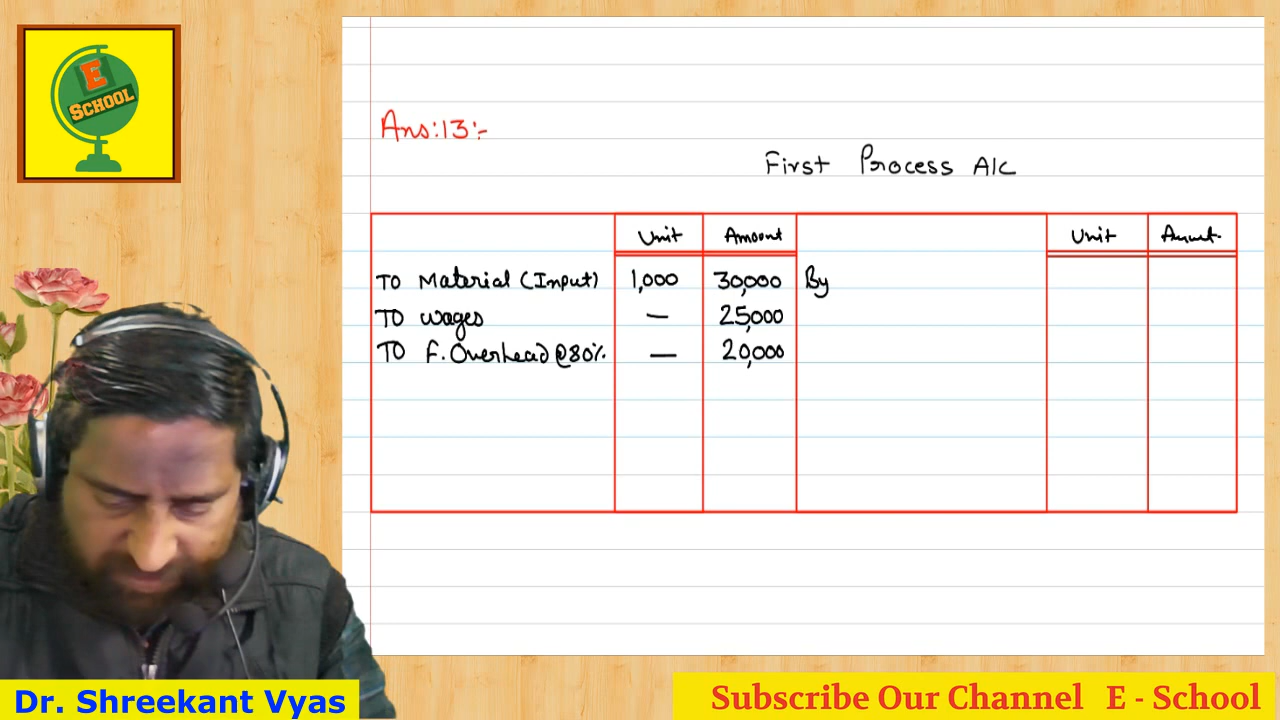 E
SCHOOL
Ans:13:-
First Process A/C
Unit Amount Unit Amunt
To Material (Input) 1,000 30,000 By
To wages — 25,000
To F. Overhead @80%. — 20,000
Dr. Shreekant Vyas
Subscribe Our Channel E - School